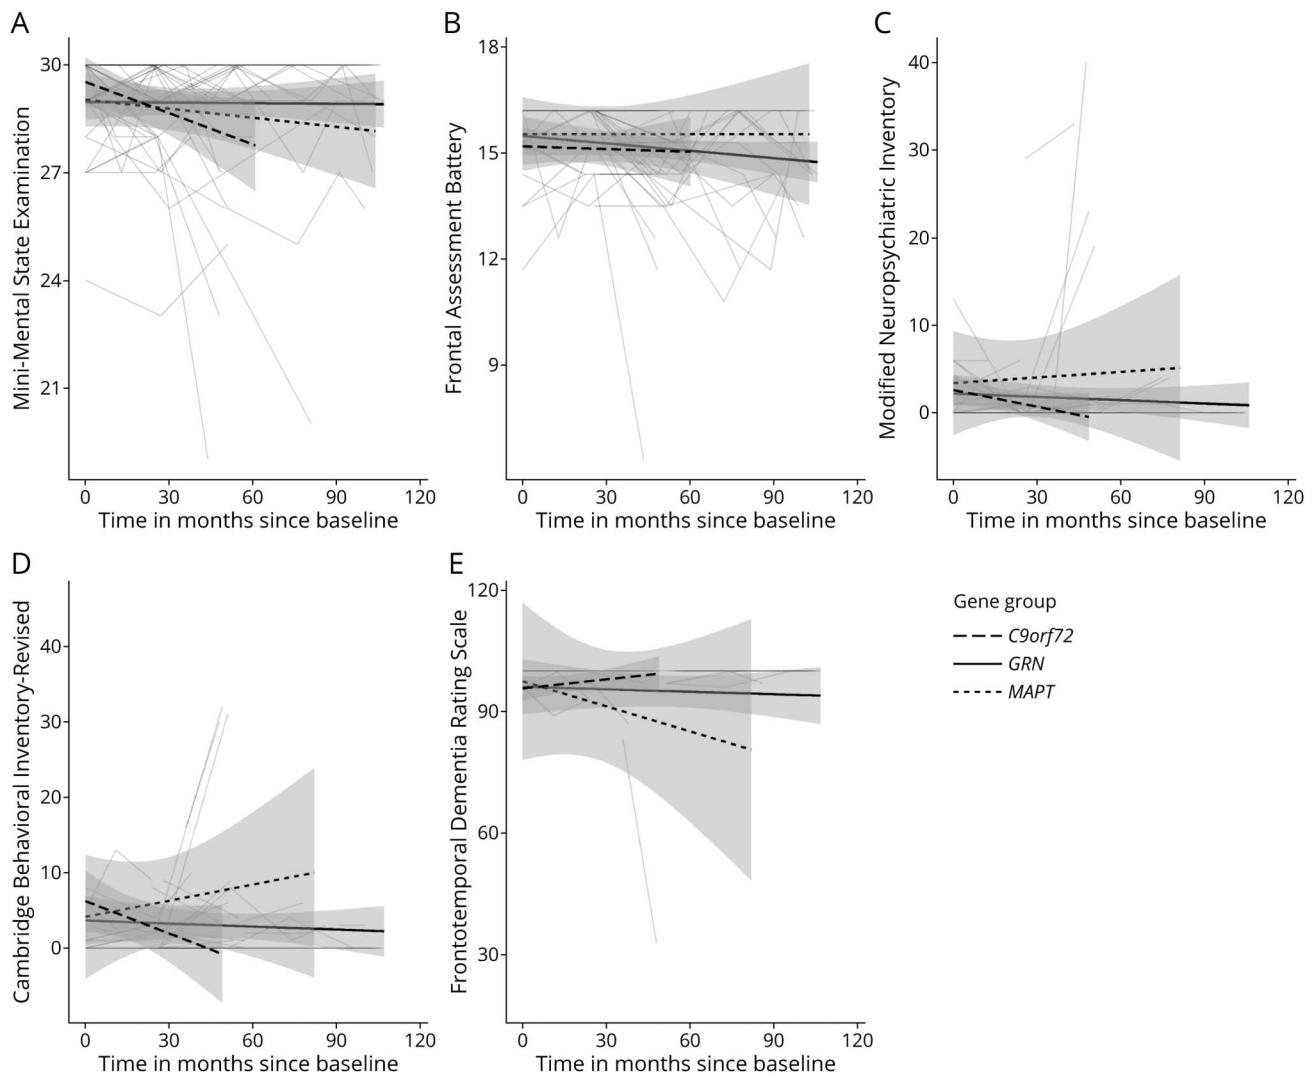 A
Mini-Mental State Examination
30
27
24
21
0 30 60 90 120
Time in months since baseline
B
Frontal Assessment Battery
18
15
12
9
0 30 60 90 120
Time in months since baseline
C
Modified Neuropsychiatric Inventory
40
30
20
10
0
0 30 60 90 120
Time in months since baseline
D
Cambridge Behavioral Inventory-Revised
40
30
20
10
0
0 30 60 90 120
Time in months since baseline
E
Frontotemporal Dementia Rating Scale
120
90
60
30
0 30 60 90 120
Time in months since baseline
Gene group
C9orf72
GRN
MAPT